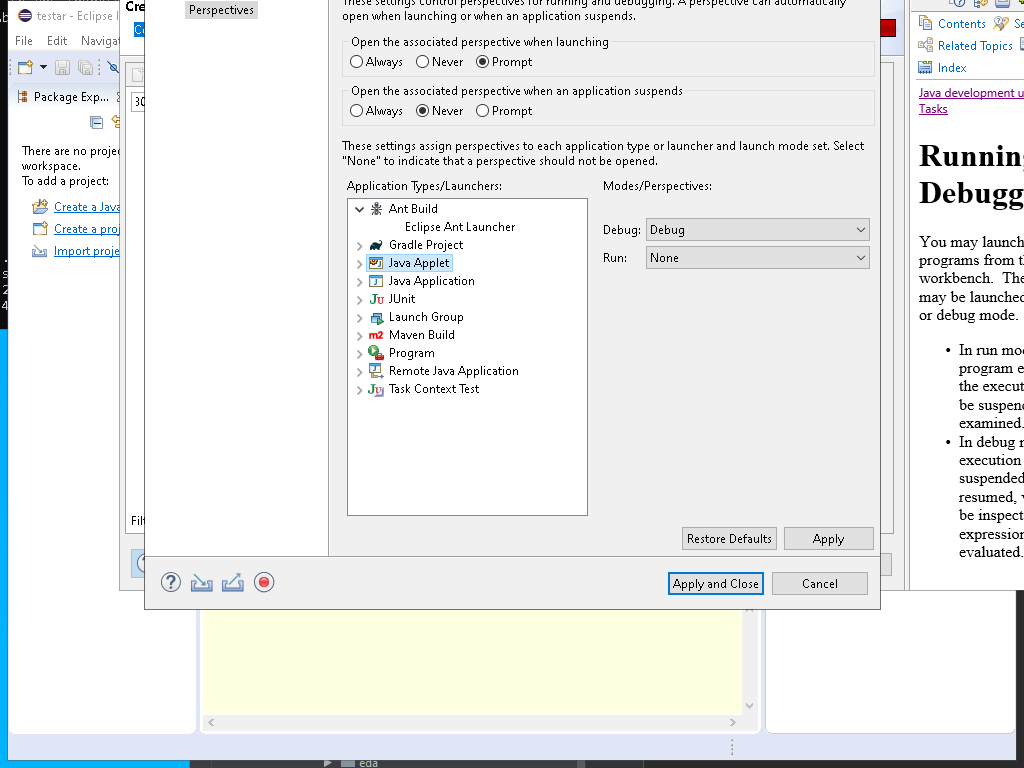 testar - Eclipse
File Edit Navigat
Package Exp...
There are no proje
workspace.
To add a project:
Create a Java
Create a proj
Import proje
Cre
30
Perspectives
These settings control perspectives for running and debugging. A perspective can automatically
open when launching or when an application suspends.
Open the associated perspective when launching
Always Never Prompt
Open the associated perspective when an application suspends
Always Never Prompt
These settings assign perspectives to each application type or launcher and launch mode set. Select
"None" to indicate that a perspective should not be opened.
Application Types/Launchers:
Modes/Perspectives:
Ant Build
Eclipse Ant Launcher
Gradle Project
Java Applet
Java Application
JUnit
Launch Group
Maven Build
Program
Remote Java Application
Task Context Test
Debug: Debug
Run: None
Restore Defaults Apply
Apply and Close Cancel
Filt
Contents Se
Related Topics
Index
Java development u
Tasks
Running
Debugg
You may launch
programs from th
workbench. The
may be launched
or debug mode.
• In run mod
program e
the execut
be suspend
examined.
• In debug m
execution
suspended
resumed, v
be inspect
expression
evaluated.
eda